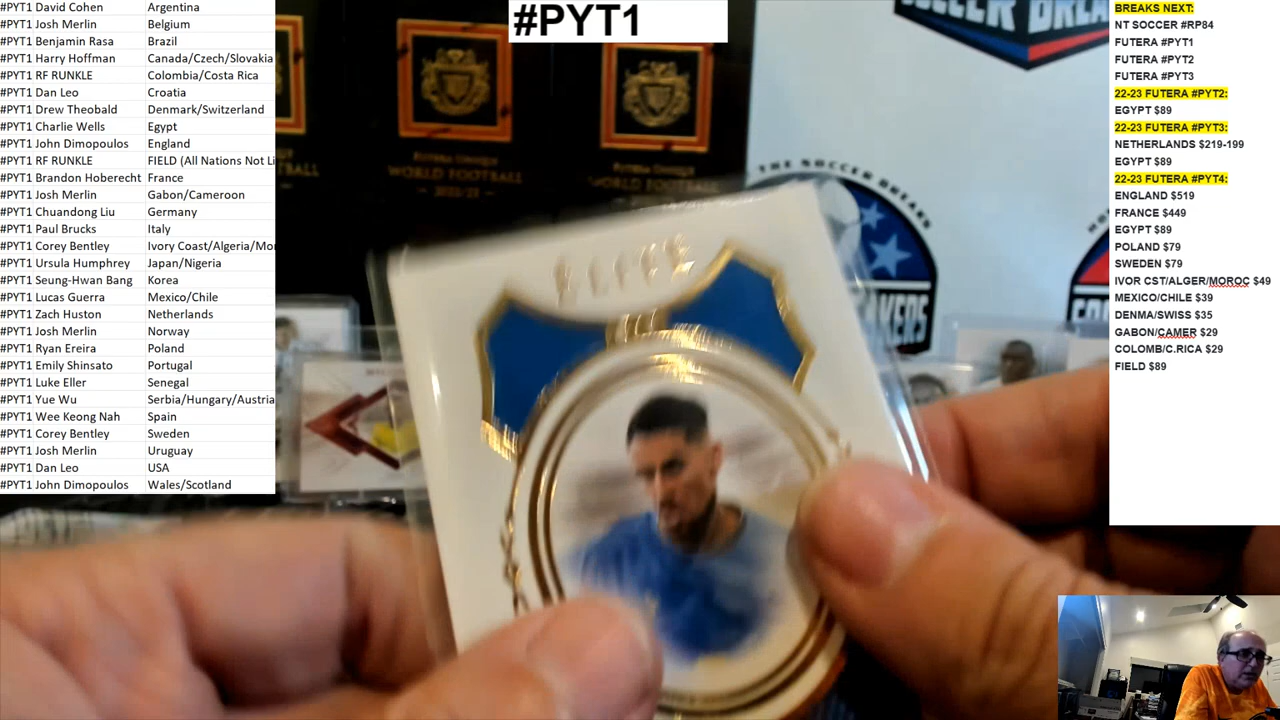 #PYT1 David Cohen Argentina
#PYT1 Josh Merlin Belgium
#PYT1 Benjamin Rasa Brazil
#PYT1 Harry Hoffman Canada/Czech/Slovakia
#PYT1 RF RUNKLE Colombia/Costa Rica
#PYT1 Dan Leo Croatia
#PYT1 Drew Theobald Denmark/Switzerland
#PYT1 Charlie Wells Egypt
#PYT1 John Dimopoulos England
#PYT1 RF RUNKLE FIELD (All Nations Not Li
#PYT1 Brandon Hoberecht France
#PYT1 Josh Merlin Gabon/Cameroon
#PYT1 Chuandong Liu Germany
#PYT1 Paul Brucks Italy
#PYT1 Corey Bentley Ivory Coast/Algeria/Mor
#PYT1 Ursula Humphrey Japan/Nigeria
#PYT1 Seung-Hwan Bang Korea
#PYT1 Lucas Guerra Mexico/Chile
#PYT1 Zach Huston Netherlands
#PYT1 Josh Merlin Norway
#PYT1 Ryan Ereira Poland
#PYT1 Emily Shinsato Portugal
#PYT1 Luke Eller Senegal
#PYT1 Yue Wu Serbia/Hungary/Austria
#PYT1 Wee Keong Nah Spain
#PYT1 Corey Bentley Sweden
#PYT1 Josh Merlin Uruguay
#PYT1 Dan Leo USA
#PYT1 John Dimopoulos Wales/Scotland
#PYT1
SOCCER BREAK
WORLD FOOTBALL
WORLD FOOTBALL
THE SOCCER BREAKS
BREAKS NEXT:
NT SOCCER #RP84
FUTERA #PYT1
FUTERA #PYT2
FUTERA #PYT3
22-23 FUTERA #PYT2:
EGYPT $89
22-23 FUTERA #PYT3:
NETHERLANDS $219-199
EGYPT $89
22-23 FUTERA #PYT4:
ENGLAND $519
FRANCE $449
EGYPT $89
POLAND $79
SWEDEN $79
IVOR CST/ALGER/MOROC $49
MEXICO/CHILE $39
DENMA/SWISS $35
GABON/CAMER $29
COLOMB/C.RICA $29
FIELD $89